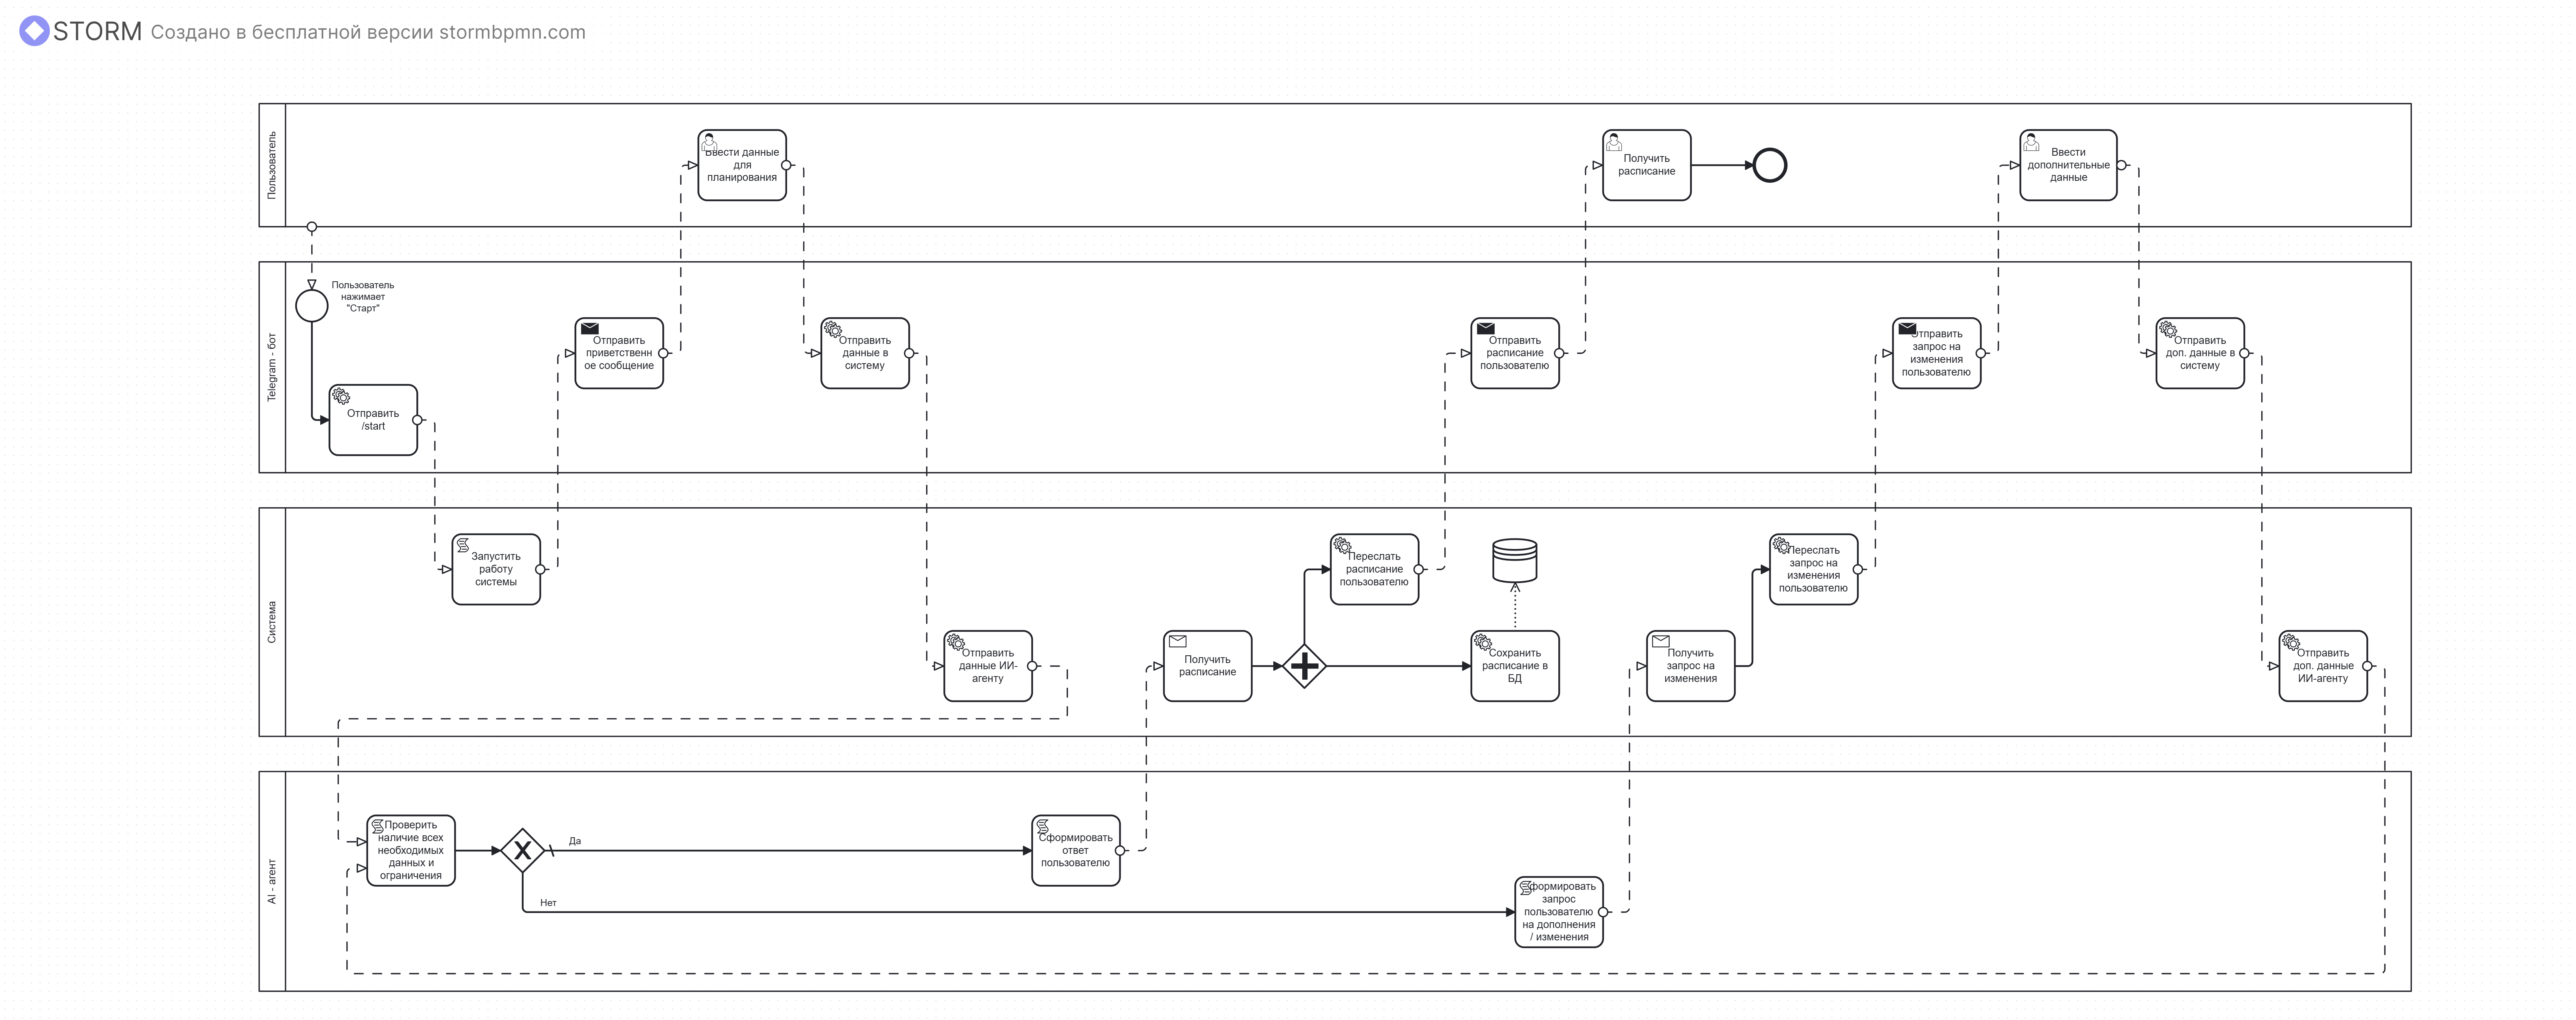 STORM Создано в бесплатной версии stormbpmn.com
Пользователь
Ввести данные
для
планирования
Получить
расписание
Ввести
дополнительные
данные
Telegram - бот
Пользователь
нажимает
"Старт"
Отправить
/start
Отправить
приветственн
ое сообщение
Отправить
данные в
систему
Отправить
расписание
пользователю
Отправить
запрос на
изменения
пользователю
Отправить
доп. данные в
систему
Система
Запустить
работу
системы
Отправить
данные ИИ-
агенту
Получить
расписание
Переслать
расписание
пользователю
Сохранить
расписание в
БД
Получить
запрос на
изменения
Переслать
запрос на
изменения
пользователю
Отправить
доп. данные
ИИ-агенту
AI - агент
Проверить
наличие всех
необходимых
данных и
ограничения
Да
Нет
Сформировать
ответ
пользователю
Сформировать
запрос
пользователю
на дополнения
/ изменения